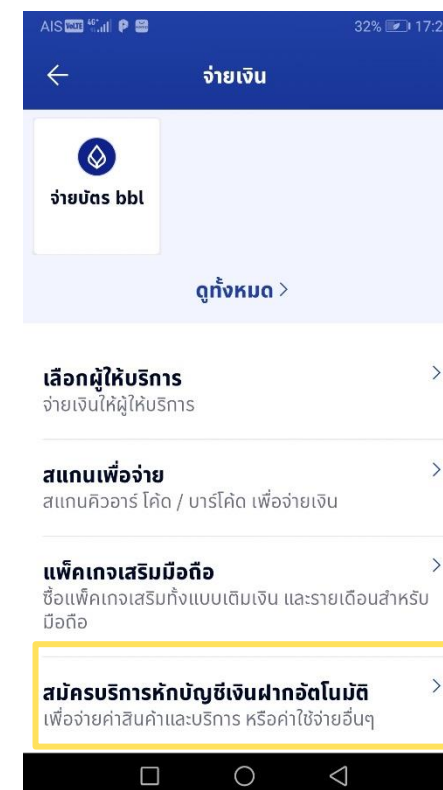 AIS VoLTE 4G P 32% 17:2
จ่ายเงิน
จ่ายบัตร bbl
ดูทั้งหมด >
เลือกผู้ให้บริการ
จ่ายเงินให้ผู้ให้บริการ
สแกนเพื่อจ่าย
สแกนคิวอาร์ โค้ด / บาร์โค้ด เพื่อจ่ายเงิน
แพ็คเกจเสริมมือถือ
ซื้อแพ็คเกจเสริมทั้งแบบเติมเงิน และรายเดือนสำหรับ
มือถือ
สมัครบริการหักบัญชีเงินฝากอัตโนมัติ
เพื่อจ่ายค่าสินค้าและบริการ หรือค่าใช้จ่ายอื่นๆ